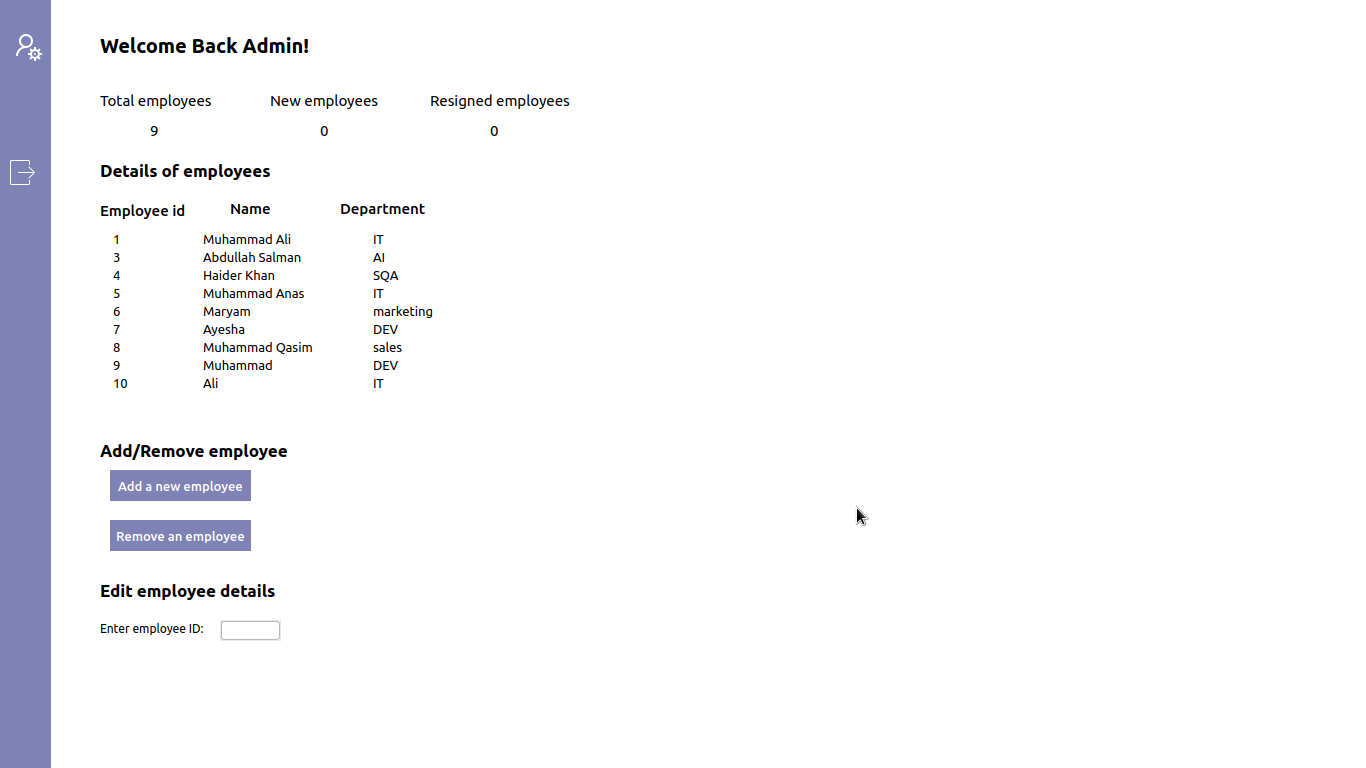 Welcome Back Admin!
Total employees New employees Resigned employees
9 0 0
Details of employees
Employee id Name Department
1 Muhammad Ali IT
3 Abdullah Salman AI
4 Haider Khan SQA
5 Muhammad Anas IT
6 Maryam marketing
7 Ayesha DEV
8 Muhammad Qasim sales
9 Muhammad DEV
10 Ali IT
Add/Remove employee
Add a new employee
Remove an employee
Edit employee details
Enter employee ID: